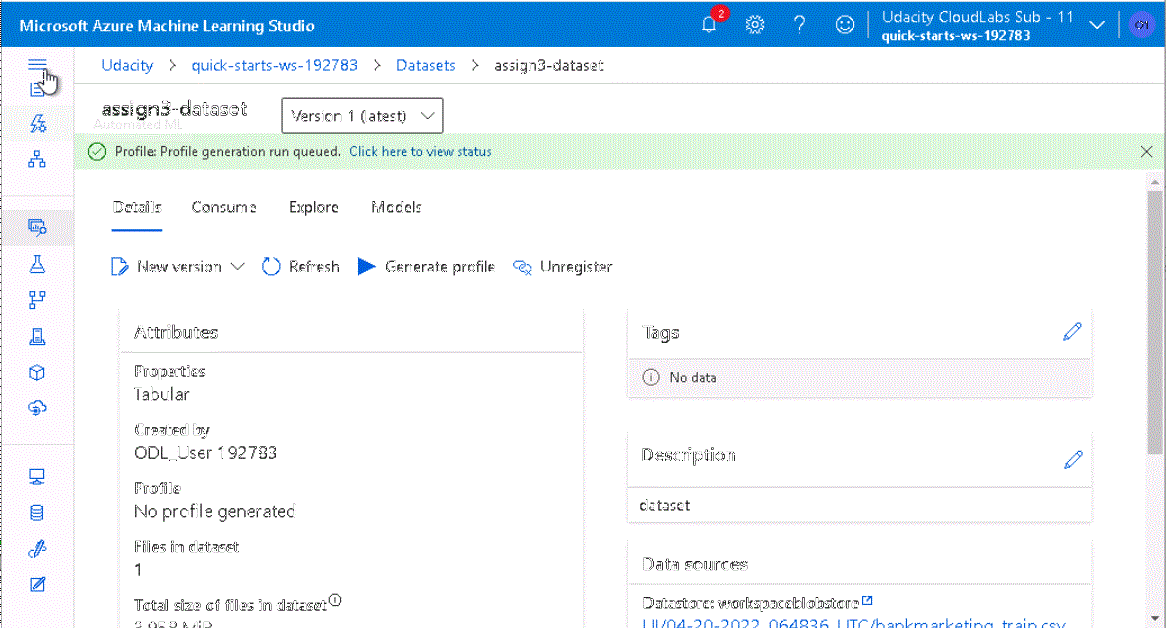 Microsoft Azure Machine Learning Studio
2
Udacity CloudLabs Sub - 11
quick-starts-ws-192783
Udacity > quick-starts-ws-192783 > Datasets > assign3-dataset
assign3-dataset
Version 1 (latest)
Automated ML
Profile: Profile generation run queued. Click here to view status
Details Consume Explore Models
New version Refresh Generate profile Unregister
Attributes
Properties
Tabular
Created by
ODL_User 192783
Profile
No profile generated
Files in dataset
1
Total size of files in dataset
Tags
No data
Description
dataset
Data sources
Datastore: workspaceblobstore
UI/04-20-2022_064836_UTC/bankmarketing_train.csv